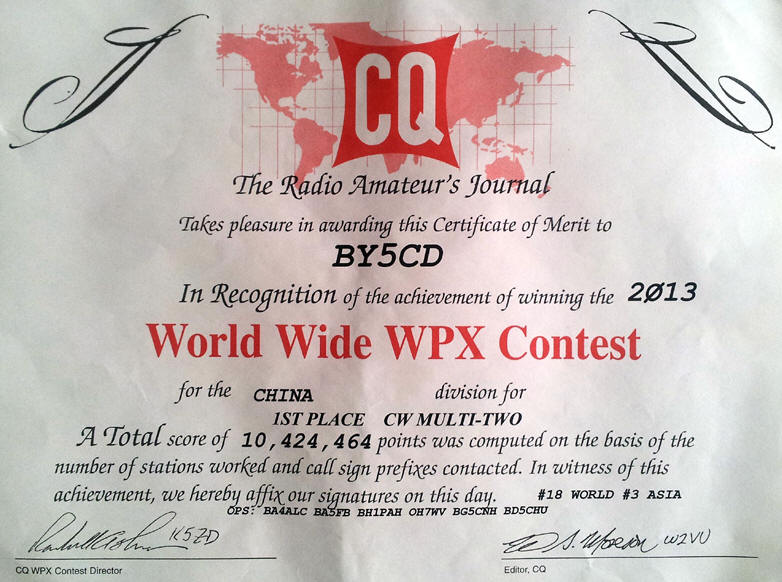 CQ
The Radio Amateur's Journal
Takes pleasure in awarding this Certificate of Merit to
BY5CD
In Recognition of the achievement of winning the 2Ø13
World Wide WPX Contest
for the CHINA division for
1ST PLACE CW MULTI-TWO
A Total score of 10,424,464 points was computed on the basis of the
number of stations worked and call sign prefixes contacted. In witness of this
achievement, we hereby affix our signatures on this day. #18 WORLD #3 ASIA
OPS: BA4ALC BA5FB BH1PAH OH7WV BG5CNH BD5CHU
K5ZD
W2VU
CQ WPX Contest Director
Editor, CQ